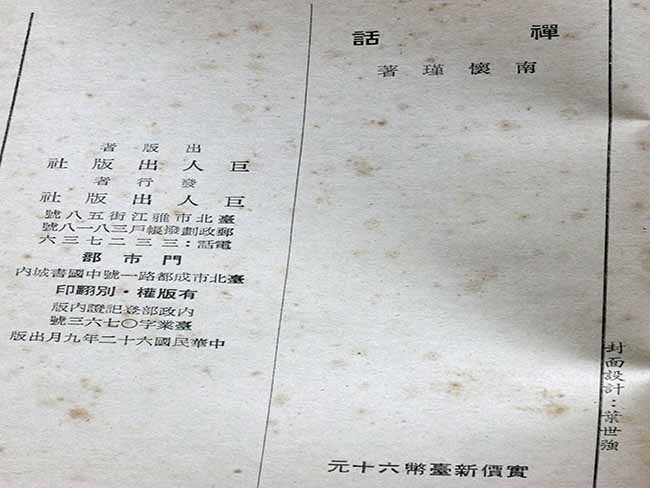 禪話
南懷瑾著
封面設計：葉世強
實價新臺幣六十元
出版者
巨人出版社
發行者
巨人出版社
臺北市雅江街五八號
郵政劃撥帳戶三八一八號
電話：三三二七三六
門市部
臺北市成都路一號中國書城內
有版權·別翻印
內政部登記證內版
臺業字〇七六三號
中華民國六十二年九月出版